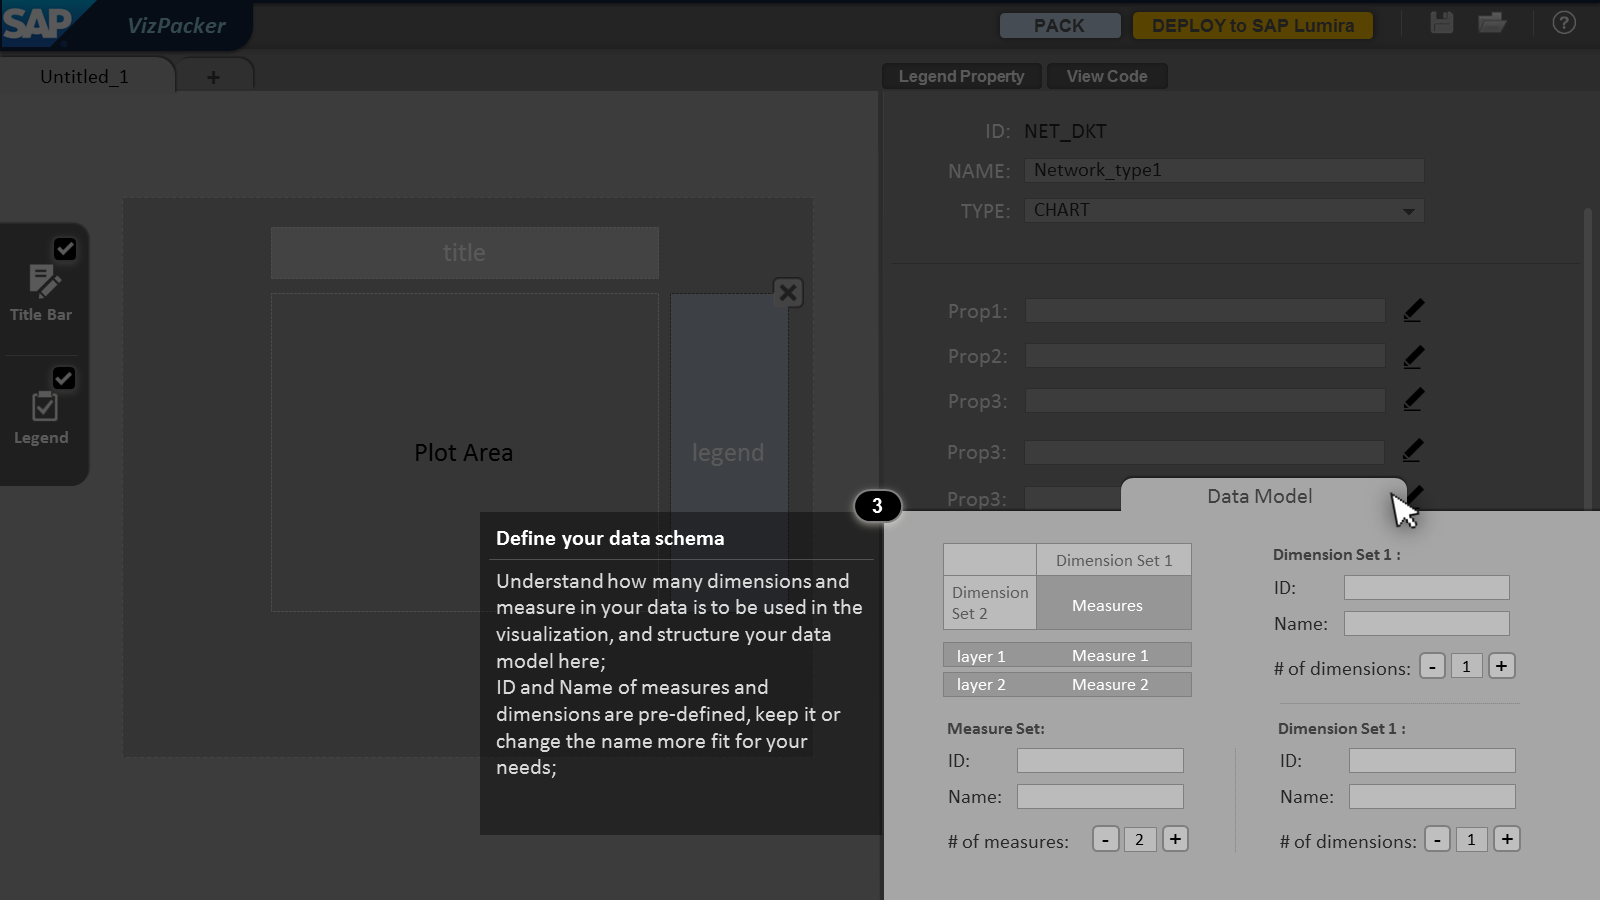 SAP
VizPacker
PACK
DEPLOY to SAP Lumira
?
Untitled_1
+
Legend Property
View Code
ID: NET_DKT
NAME: Network_type1
TYPE: CHART
title
Title Bar
Legend
Plot Area
legend
Prop1:
Prop2:
Prop3:
Prop3:
Prop3:
3
Define your data schema
Understand how many dimensions and
measure in your data is to be used in the
visualization, and structure your data
model here;
ID and Name of measures and
dimensions are pre-defined, keep it or
change the name more fit for your
needs;
Data Model
Dimension Set 1
Dimension
Set 2
Measures
layer 1 Measure 1
layer 2 Measure 2
Dimension Set 1 :
ID:
Name:
# of dimensions: - 1 +
Measure Set:
ID:
Name:
# of measures: - 2 +
Dimension Set 1 :
ID:
Name:
# of dimensions: - 1 +